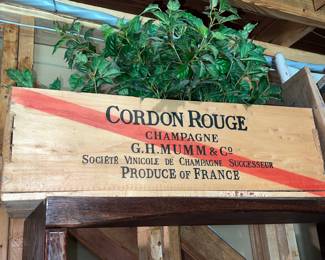 CORDON ROUGE
CHAMPAGNE
G.H.MUMM & Cº
SOCIÉTÉ VINICOLE DE CHAMPAGNE SUCCESSEUR
PRODUCE OF FRANCE